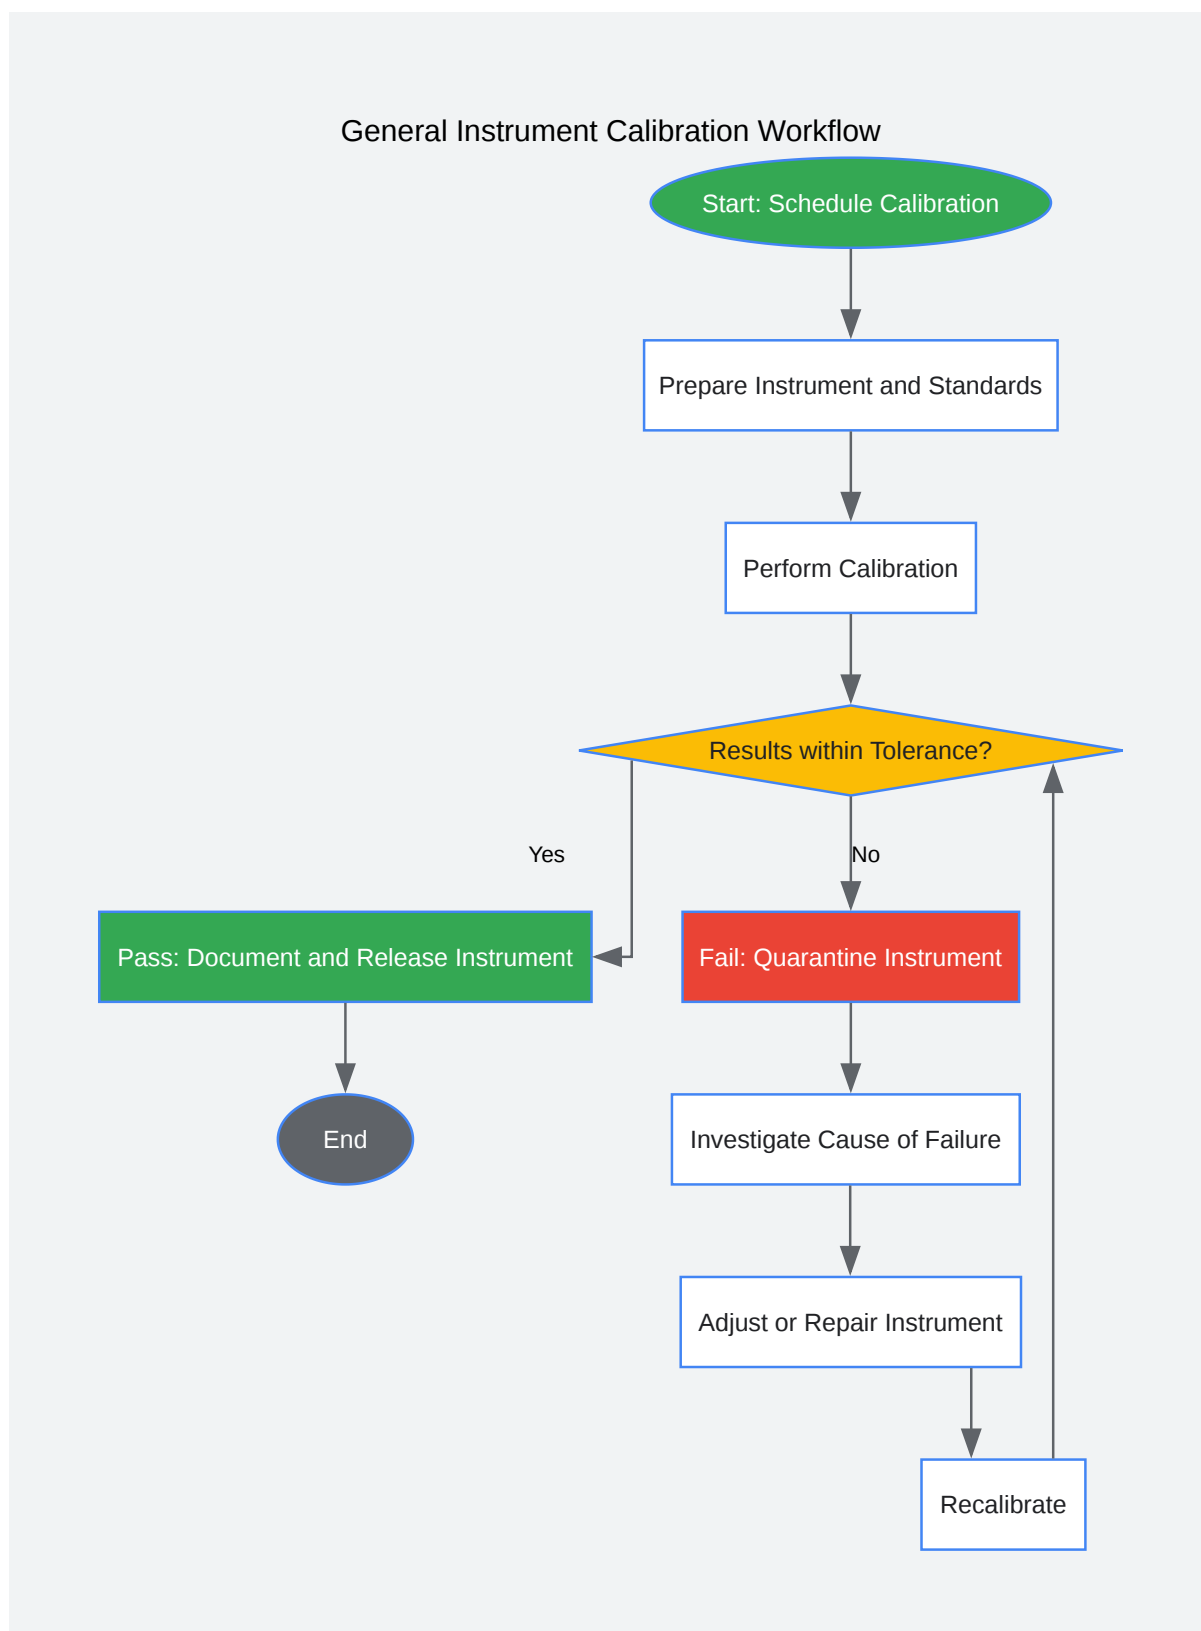 General Instrument Calibration Workflow
Start: Schedule Calibration
Prepare Instrument and Standards
Perform Calibration
Results within Tolerance?
Yes
No
Pass: Document and Release Instrument
Fail: Quarantine Instrument
End
Investigate Cause of Failure
Adjust or Repair Instrument
Recalibrate